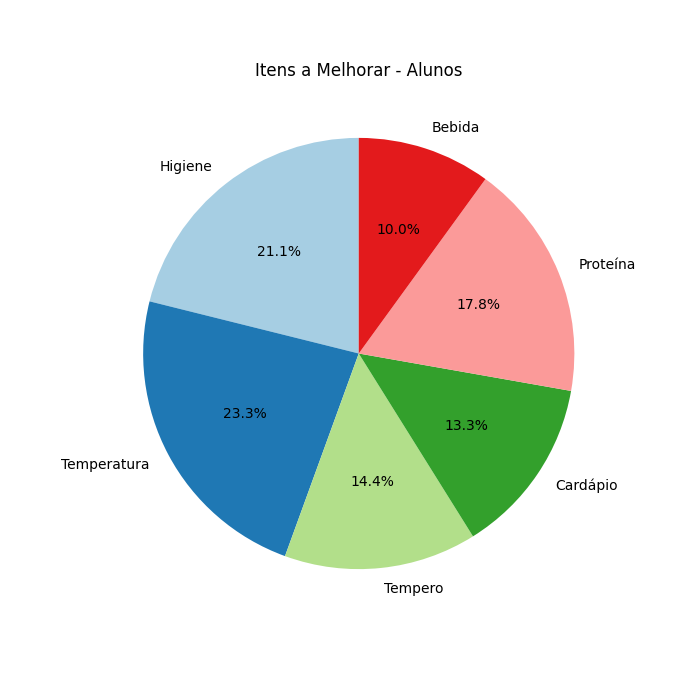 Itens a Melhorar - Alunos
Bebida
Higiene
10.0%
21.1%
Proteína
17.8%
23.3%
13.3%
Temperatura
14.4%
Cardápio
Tempero